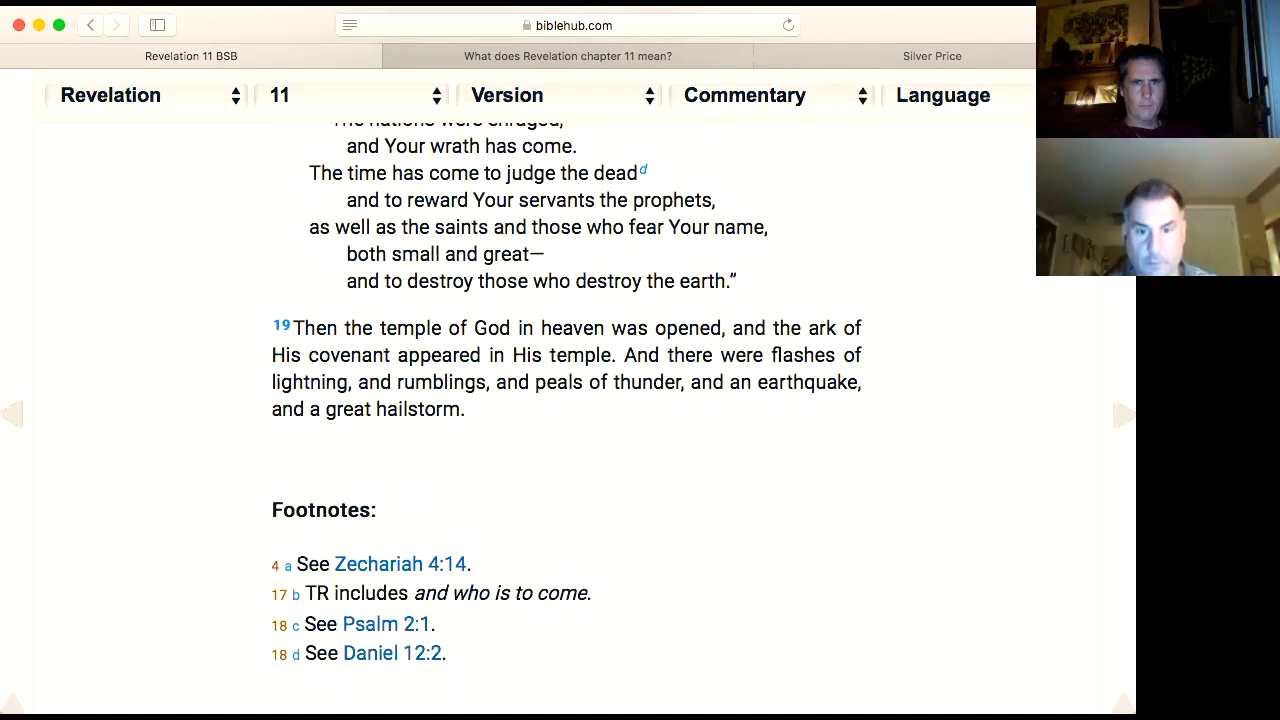 biblehub.com
Revelation 11 BSB
What does Revelation chapter 11 mean?
Silver Price
Revelation
11
Version
Commentary
Language
The nations were enraged,
and Your wrath has come.
The time has come to judge the dead d
and to reward Your servants the prophets,
as well as the saints and those who fear Your name,
both small and great—
and to destroy those who destroy the earth.”
19 Then the temple of God in heaven was opened, and the ark of
His covenant appeared in His temple. And there were flashes of
lightning, and rumblings, and peals of thunder, and an earthquake,
and a great hailstorm.
Footnotes:
4 a See Zechariah 4:14.
17 b TR includes and who is to come.
18 c See Psalm 2:1.
18 d See Daniel 12:2.